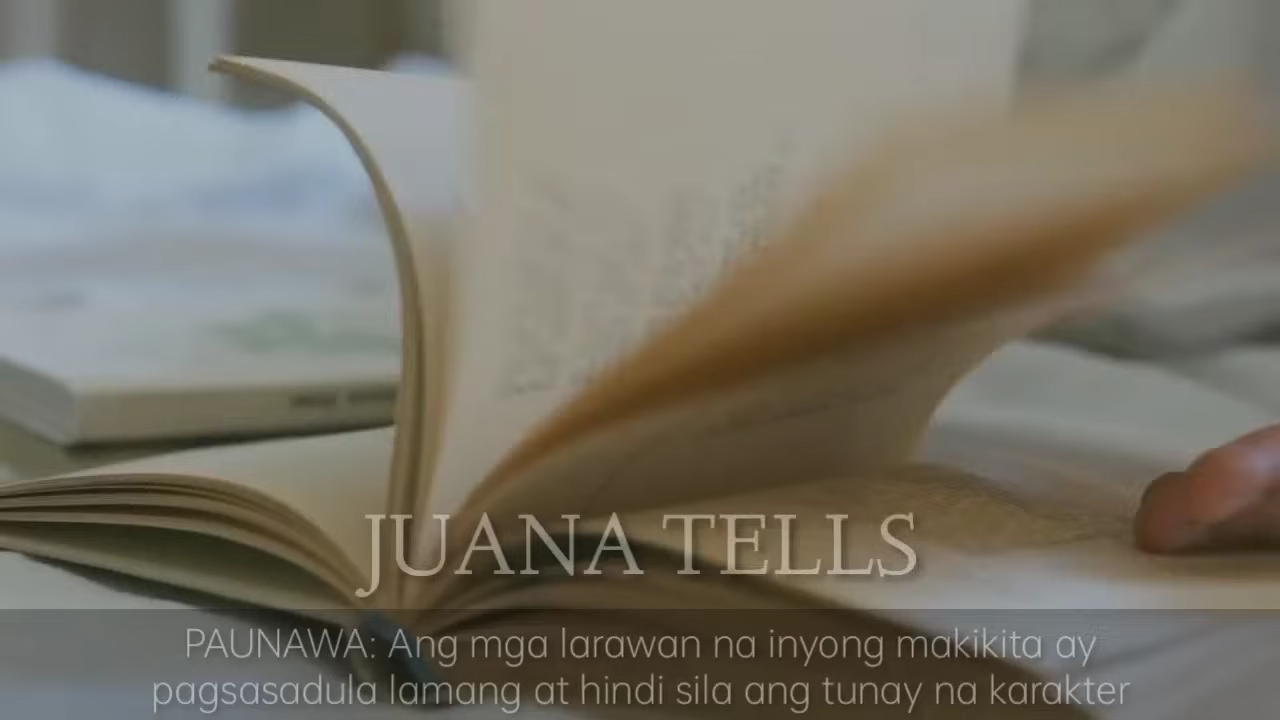 JUANA TELLS
PAUNAWA: Ang mga larawan na inyong makikita ay
pagsasadula lamang at hindi sila ang tunay na karakter